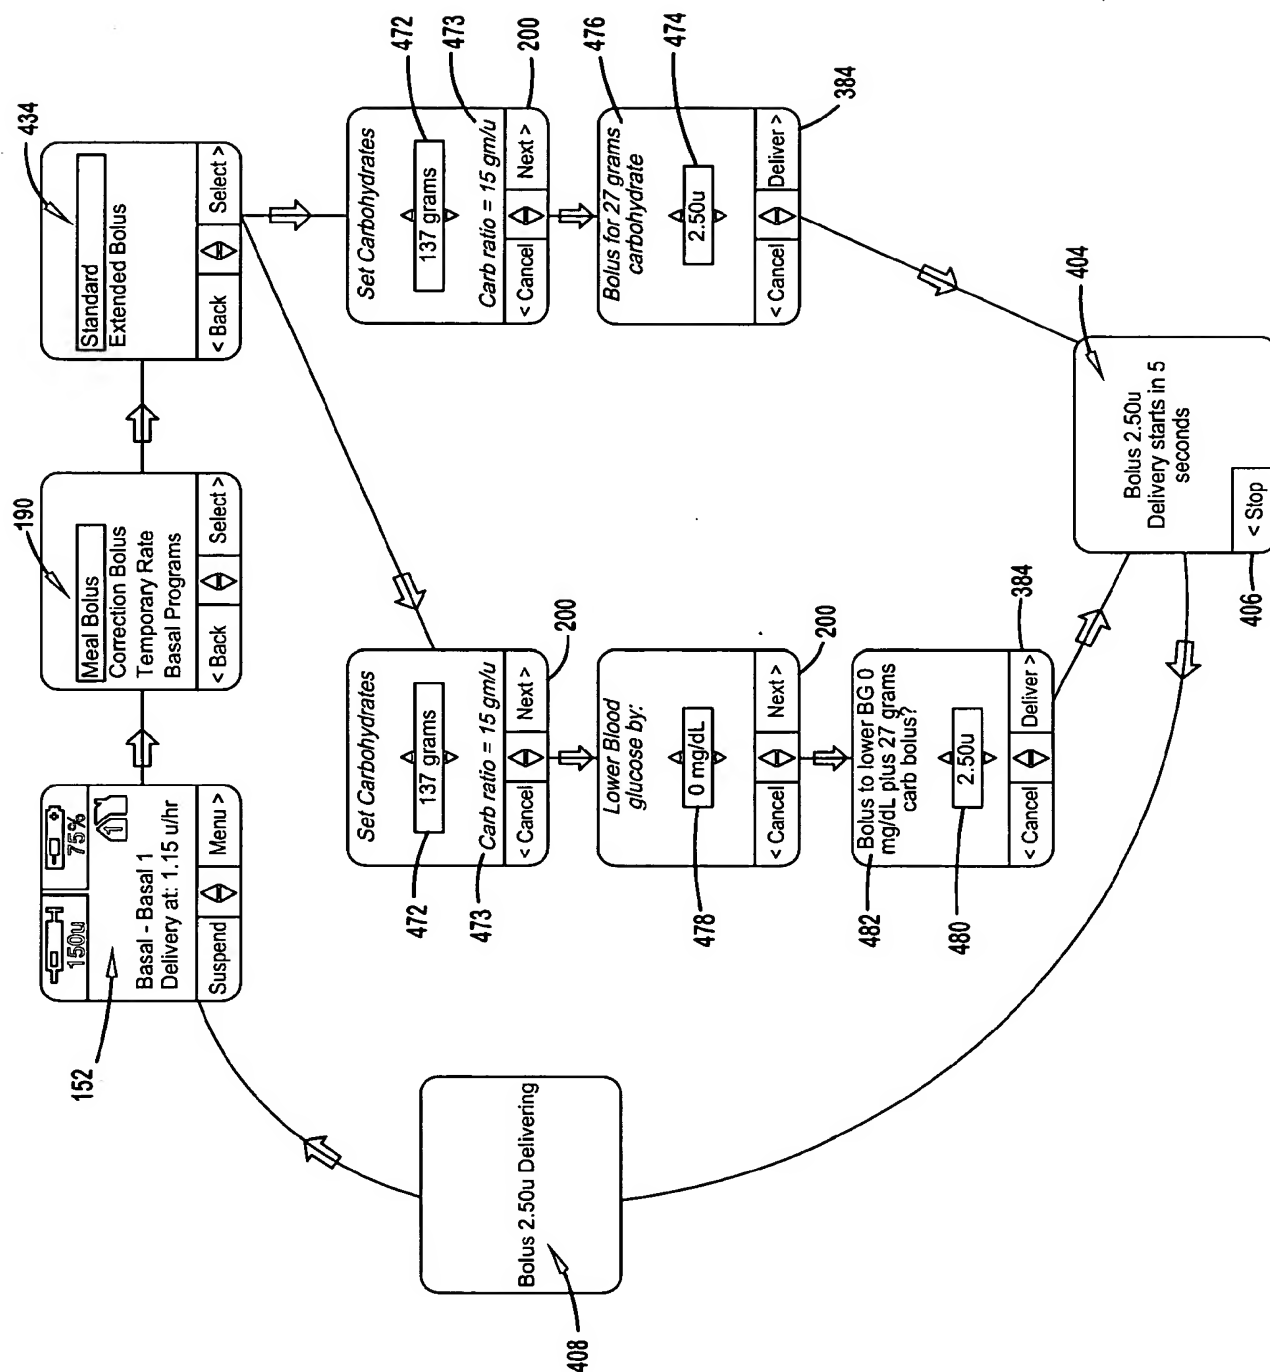 150u
75%
1
Basal - Basal 1
Delivery at: 1.15 u/hr
Suspend
Menu >
152
190
Meal Bolus
Correction Bolus
Temporary Rate
Basal Programs
< Back
Select >
434
Standard
Extended Bolus
< Back
Select >
Set Carbohydrates
137 grams
Carb ratio = 15 gm/u
< Cancel
Next >
472
473
200
Lower Blood
glucose by:
0 mg/dL
< Cancel
Next >
478
200
Bolus to lower BG 0
mg/dL plus 27 grams
carb bolus?
2.50u
< Cancel
Deliver >
482
480
384
Set Carbohydrates
137 grams
Carb ratio = 15 gm/u
< Cancel
Next >
472
473
200
Bolus for 27 grams
carbohydrate
2.50u
< Cancel
Deliver >
476
474
384
Bolus 2.50u
Delivery starts in 5
seconds
< Stop
404
406
Bolus 2.50u Delivering
408